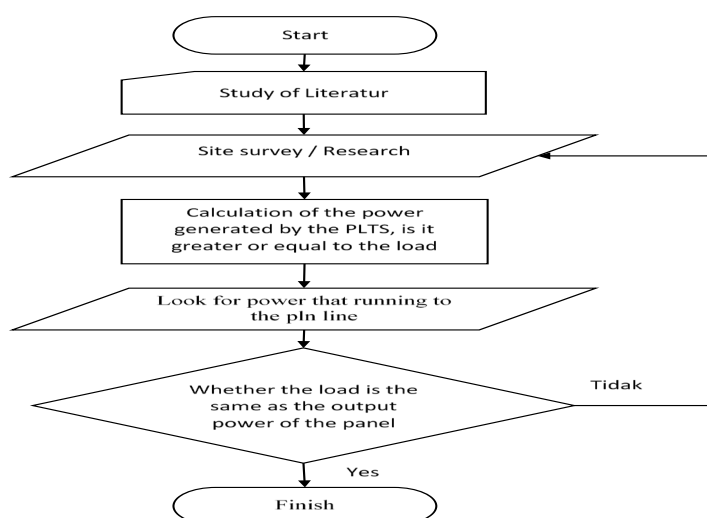 Start
Study of Literatur
Site survey / Research
Calculation of the power
generated by the PLTS, is it
greater or equal to the load
Look for power that running to
the pln line
Whether the load is the
same as the output
power of the panel
Tidak
Yes
Finish